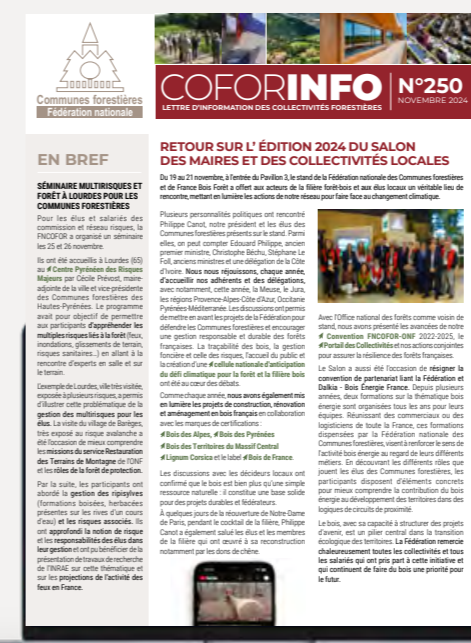 Communes forestières
Fédération nationale
COFORINFO
LETTRE D'INFORMATION DES COLLECTIVITÉS FORESTIÈRES
N°250
NOVEMBRE 2024
EN BREF
SÉMINAIRE MULTIRISQUES ET
FORÊT À LOURDES POUR LES
COMMUNES FORESTIÈRES
Pour les élus et salariés des
commission et réseau risques, la
FNCOFOR a organisé un séminaire
les 25 et 26 novembre.
Ils ont été accueillis à Lourdes (65)
au Centre Pyrénéen des Risques
Majeurs par Cécile Prévost, maire-
adjointe de la ville et vice-présidente
des Communes forestières des
Hautes-Pyrénées. Le programme
avait pour objectif de permettre
aux participants d'appréhender les
multiples risques liés à la forêt (feux,
inondations, glissements de terrain,
risques sanitaires...) en allant à la
rencontre d'experts en salle et sur
le terrain.
L'exemple de Lourdes, ville très visitée,
exposée à plusieurs risques, a permis
d'illustrer cette problématique de la
gestion des multirisques pour les
élus. La visite du village de Barèges,
très exposé au risque avalanche a
été l'occasion de mieux comprendre
les missions du service Restauration
des Terrains de Montagne de l'ONF
et les rôles de la forêt de protection.
Par la suite, les participants ont
abordé la gestion des ripisylves
(formations boisées, herbacées
présentes sur les rives d'un cours
d'eau) et les risques associés. Ils
ont approfondi la notion de risque
et les responsabilités des élus dans
leur gestion et ont pu bénéficier de la
présentation de travaux de recherche
de l'INRAE sur cette thématique et
sur les projections de l'activité des
feux en France.
RETOUR SUR L' ÉDITION 2024 DU SALON
DES MAIRES ET DES COLLECTIVITÉS LOCALES
Du 19 au 21 novembre, à l'entrée du Pavillon 3, le stand de la Fédération nationale des Communes forestières
et de France Bois Forêt a offert aux acteurs de la filière forêt-bois et aux élus locaux un véritable lieu de
rencontre, mettant en lumière les actions de notre réseau pour faire face au changement climatique.
Plusieurs personnalités politiques ont rencontré
Philippe Canot, notre président et les élus des
Communes forestières présents sur le stand. Parmi
elles, on peut compter Edouard Philippe, ancien
premier ministre, Christophe Béchu, Stéphane Le
Foll, anciens ministres et une délégation de la Côte
d'Ivoire. Nous nous réjouissons, chaque année,
d'accueillir nos adhérents et des délégations,
avec notamment, cette année, la Meuse, le Jura,
les régions Provence-Alpes-Côte d'Azur, Occitanie
Pyrénées-Méditerranée. Les discussions ont permis
de mettre en avant les projets de la Fédération pour
défendre les Communes forestières et encourager
une gestion responsable et durable des forêts
françaises. La traçabilité des bois, la gestion
foncière et celle des risques, l'accueil du public et
la création d'une cellule nationale d'anticipation
du défi climatique pour la forêt et la filière bois
ont été au cœur des débats.
Comme chaque année, nous avons également mis
en lumière les projets de construction, rénovation
et aménagement en bois français en collaboration
avec les marques de certifications :
Bois des Alpes, Bois des Pyrénées
Bois des Territoires du Massif Central
Lignum Corsica et le label Bois de France.
Les discussions avec les décideurs locaux ont
confirmé que le bois est bien plus qu'une simple
ressource naturelle : il constitue une base solide
pour des projets durables et fédérateurs.
À quelques jours de la réouverture de Notre-Dame
de Paris, pendant le cocktail de la filière, Philippe
Canot a également salué les élus et les membres
de la filière qui ont œuvré à sa reconstruction
notamment par les dons de chêne.
Avec l'Office national des forêts comme voisin de
stand, nous avons présenté les avancées de notre
Convention FNCOFOR-ONF 2022-2025, le
Portail des Collectivités et nos actions conjointes
pour assurer la résilience des forêts françaises.
Le Salon a aussi été l'occasion de résigner la
convention de partenariat liant la Fédération et
Dalkia - Bois Énergie France. Depuis plusieurs
années, deux formations sur la thématique bois
énergie sont organisées tous les ans pour leurs
équipes. Réunissant des commerciaux ou des
logisticiens de toute la France, ces formations
dispensées par la Fédération nationale des
Communes forestières, visent à renforcer le sens de
l'activité bois énergie au regard de leurs différents
métiers. En découvrant les différents rôles que
jouent les élus des Communes forestières, les
participants disposent d'éléments concrets
pour mieux comprendre la contribution du bois
énergie au développement des territoires dans des
logiques de circuits de proximité.
Le bois, avec sa capacité à structurer des projets
d'avenir, est un pilier central dans la transition
écologique des territoires. La Fédération remercie
chaleureusement toutes les collectivités et tous
les salariés qui ont pris part à cette initiative et
qui continuent de faire du bois une priorité pour
le futur.